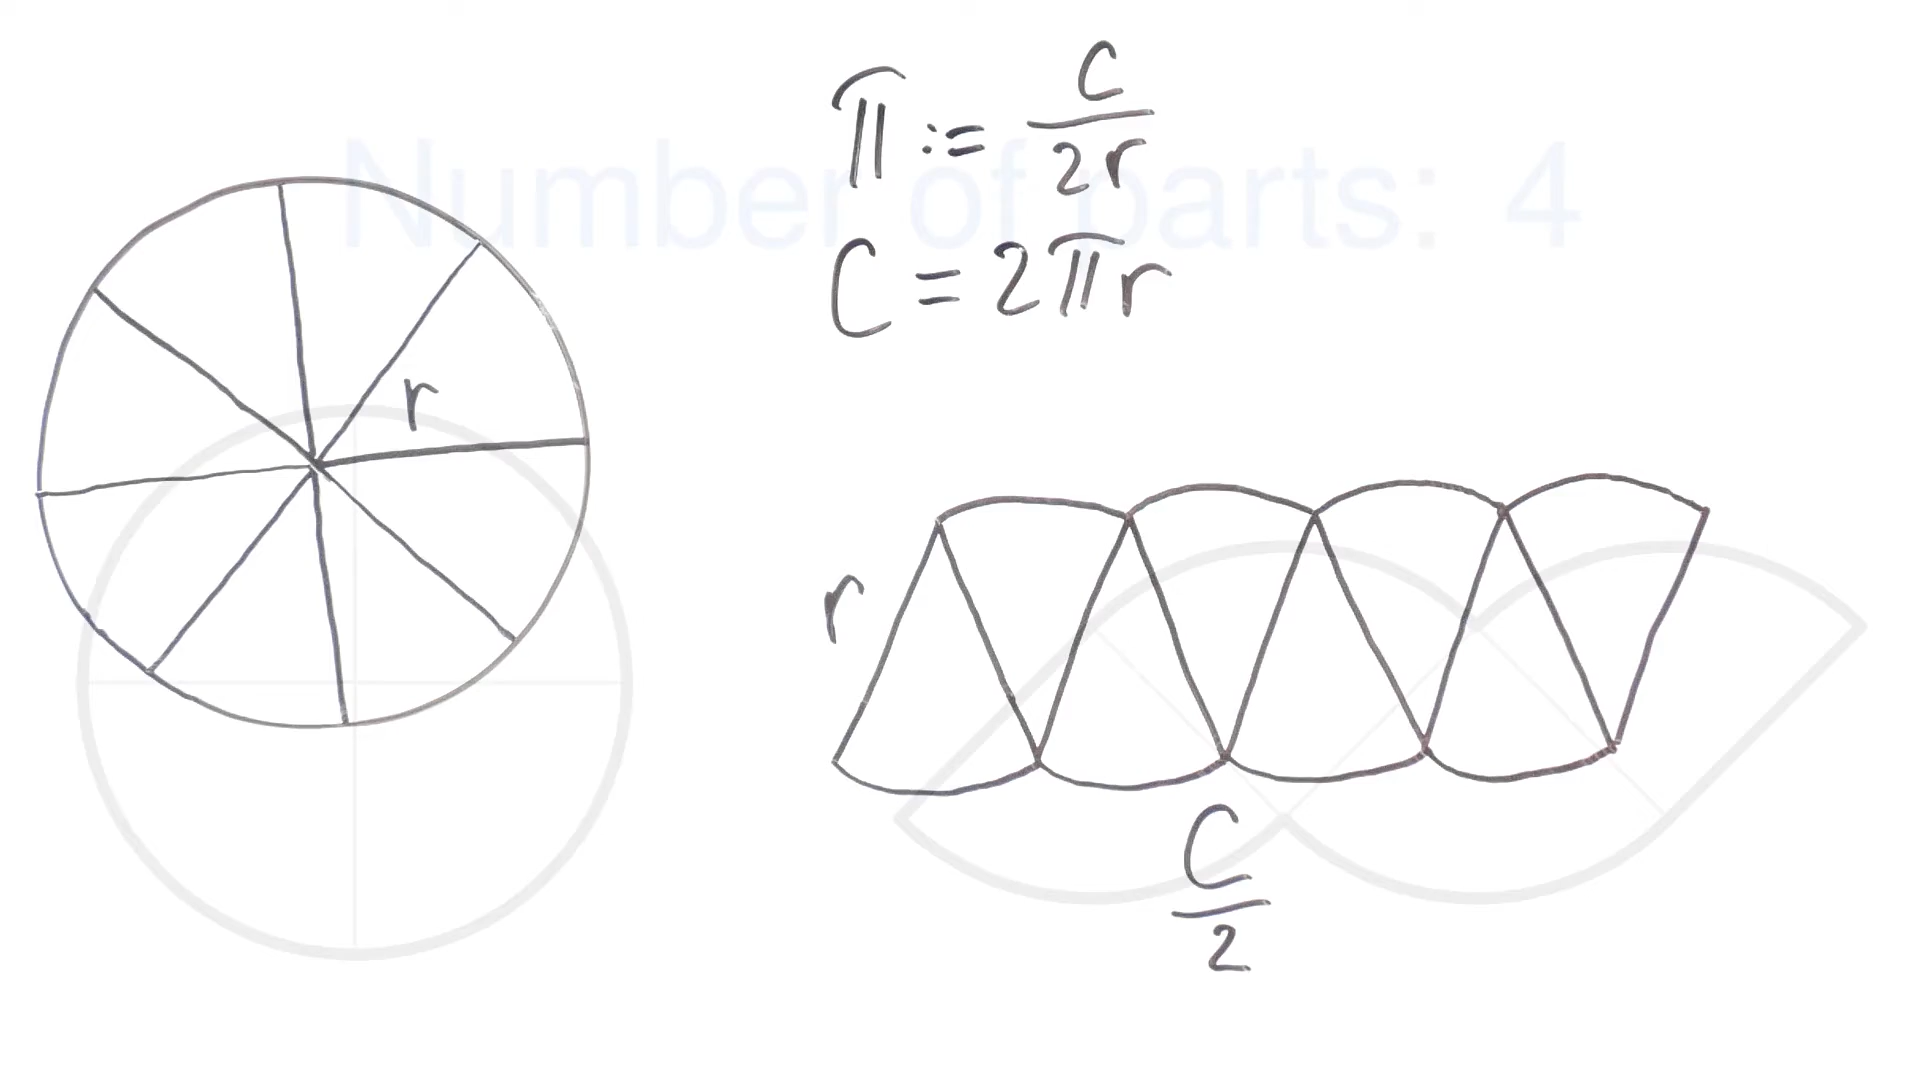 π := C/2r
Number of parts: 4
C = 2πr
r
r
C/2